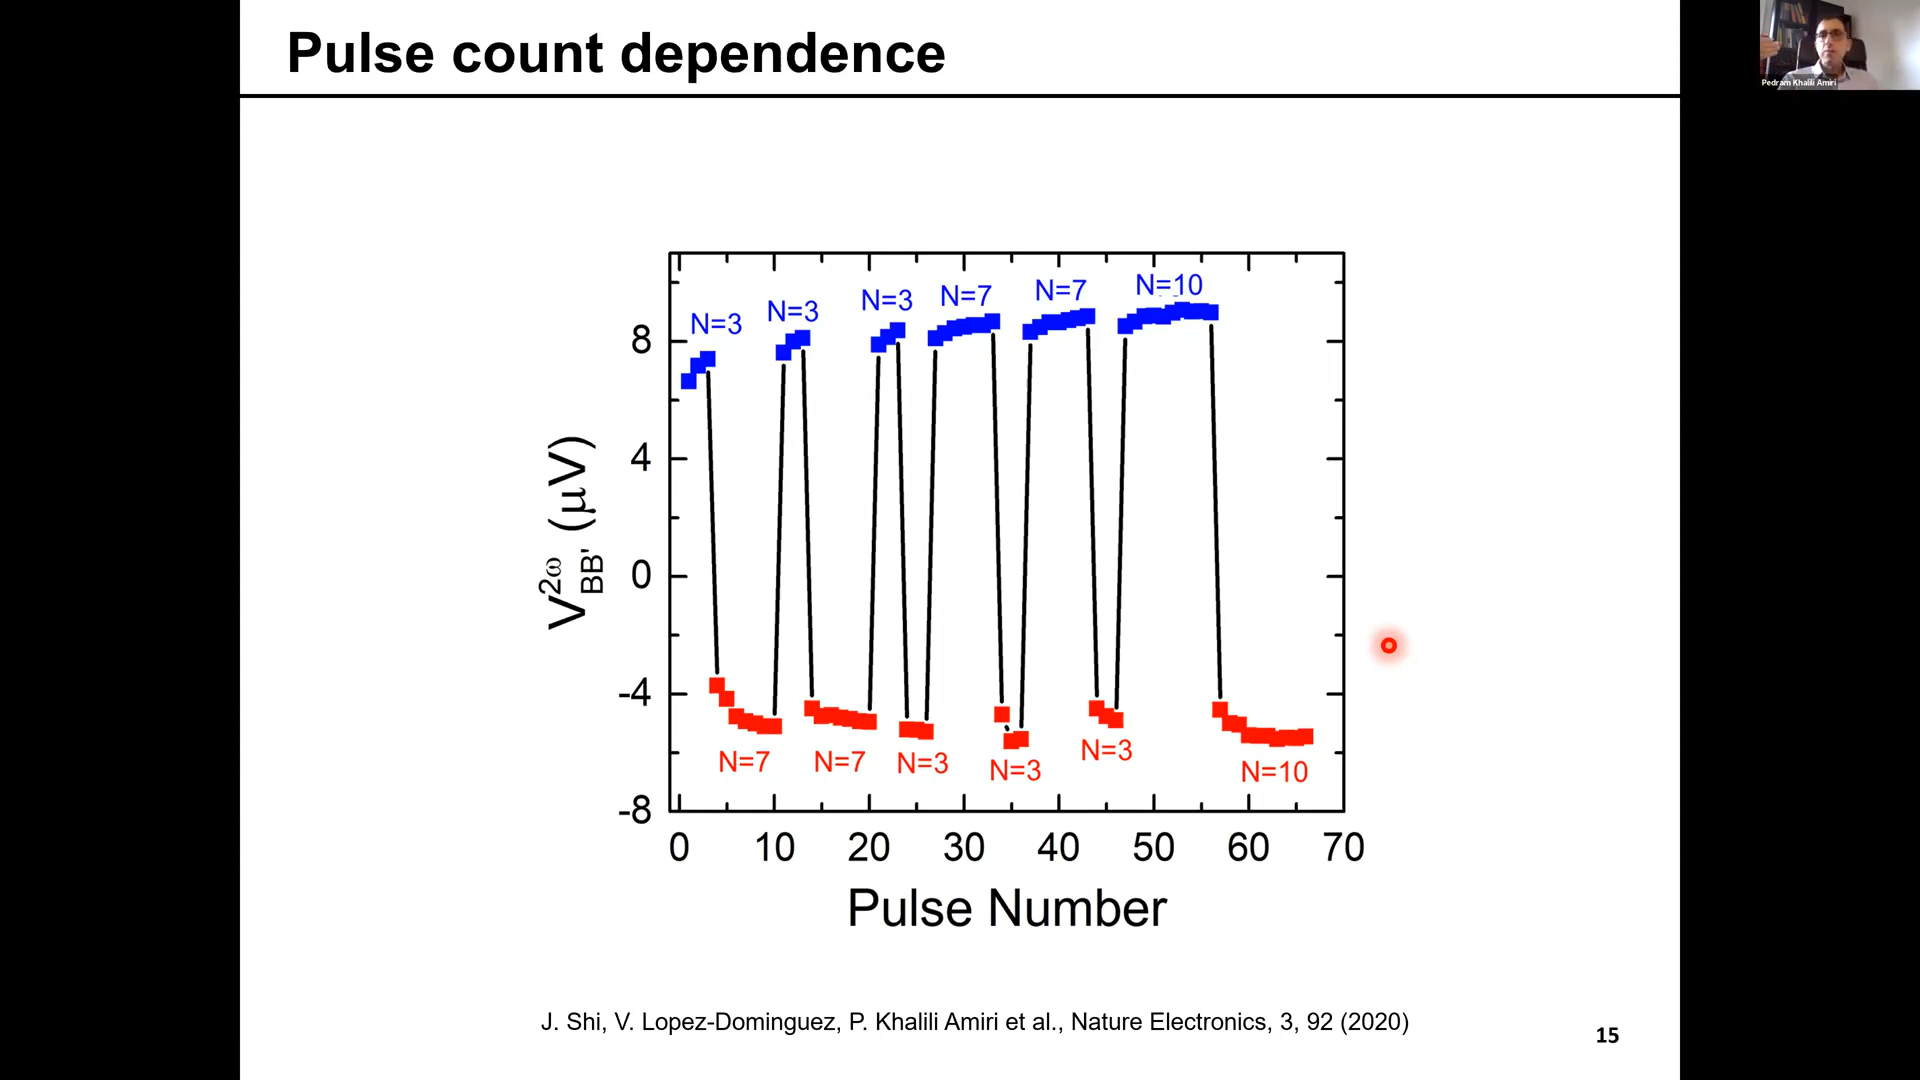 Pulse count dependence
Pedram Khalili Amiri
N=3
N=3
N=3
N=7
N=7
N=10
8
4
0
-4
-8
V2ωBB' (μV)
N=7
N=7
N=3
N=3
N=3
N=10
0 10 20 30 40 50 60 70
Pulse Number
J. Shi, V. Lopez-Dominguez, P. Khalili Amiri et al., Nature Electronics, 3, 92 (2020)
15